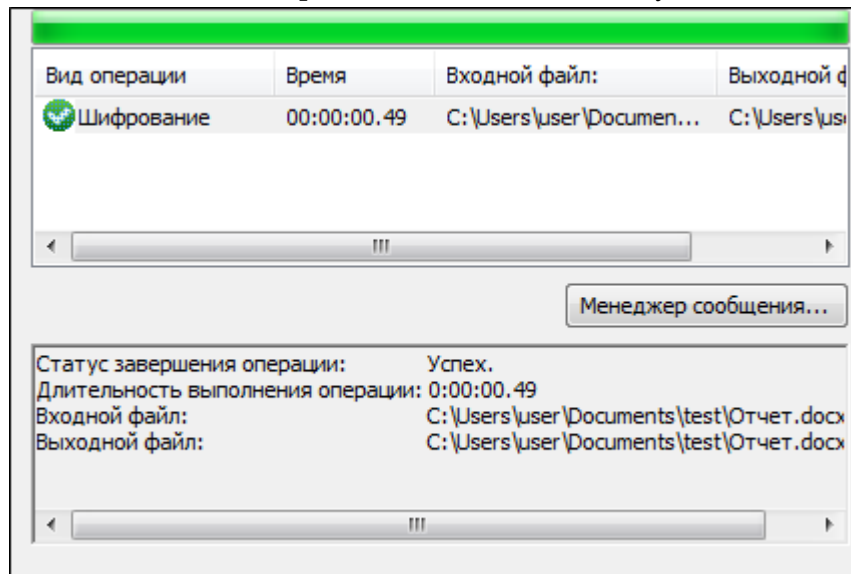 Вид операции Время Входной файл: Выходной ф
Шифрование 00:00:00.49 C:\Users\user\Documen... C:\Users\us
Менеджер сообщения...
Статус завершения операции: Успех.
Длительность выполнения операции: 0:00:00.49
Входной файл: C:\Users\user\Documents\test\Отчет.docx
Выходной файл: C:\Users\user\Documents\test\Отчет.docx